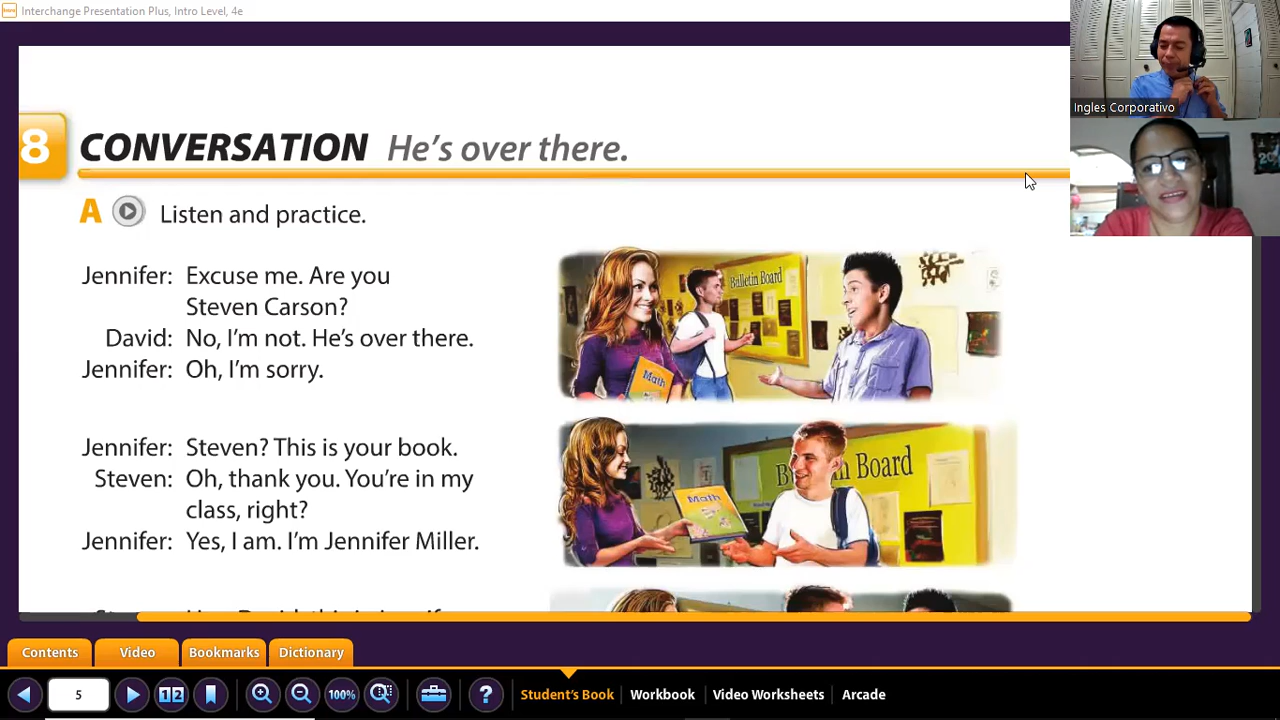 Interchange Presentation Plus, Intro Level, 4e
Ingles Corporativo
8 CONVERSATION He's over there.
A Listen and practice.
Jennifer: Excuse me. Are you
Steven Carson?
David: No, I'm not. He's over there.
Jennifer: Oh, I'm sorry.
Bulletin Board
Math
Jennifer: Steven? This is your book.
Steven: Oh, thank you. You're in my
class, right?
Jennifer: Yes, I am. I'm Jennifer Miller.
Board
Math
Contents Video Bookmarks Dictionary
5 12 100% Student's Book Workbook Video Worksheets Arcade